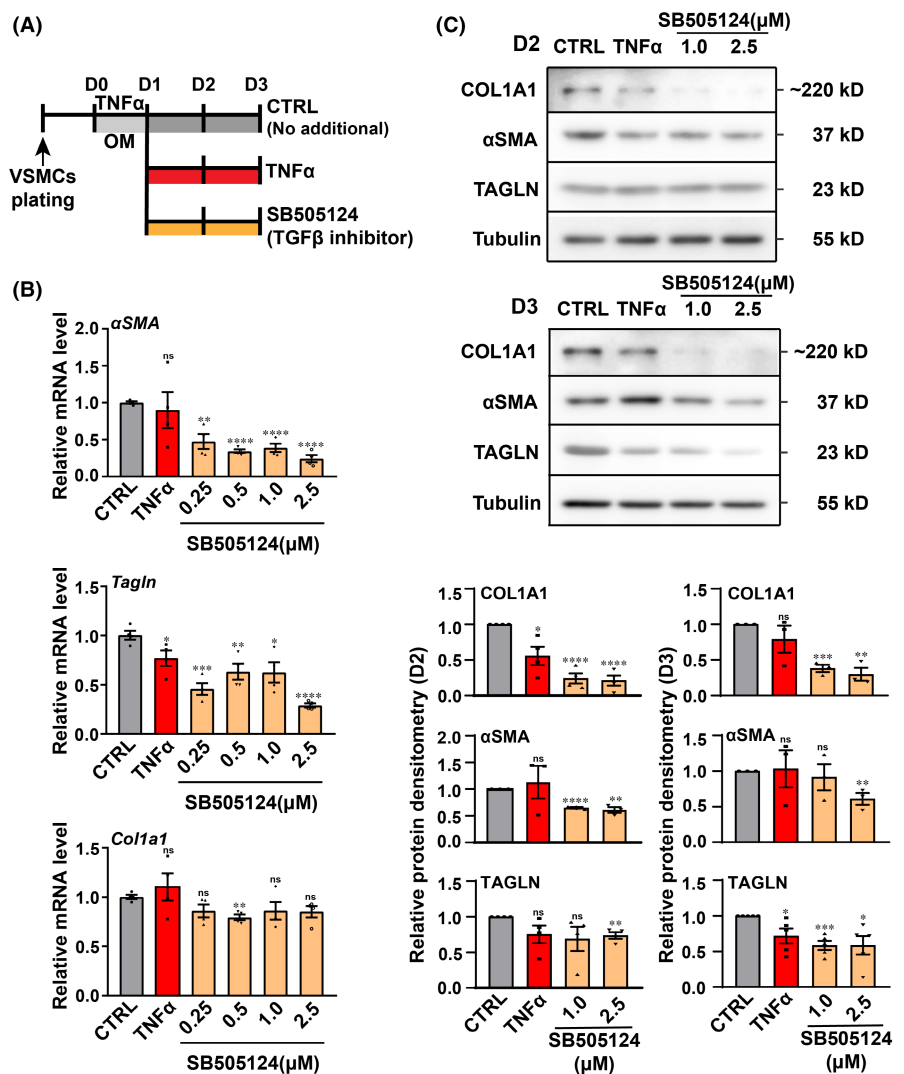 (A)
D0 D1 D2 D3
TNFα
OM
CTRL
(No additional)
VSMCs
plating
TNFα
SB505124
(TGFβ inhibitor)
(B)
αSMA
Relative mRNA level
2.0
1.5
1.0
0.5
0.0
ns
**
****
****
****
CTRL TNFα 0.25 0.5 1.0 2.5
SB505124(μM)
Tagln
Relative mRNA level
1.5
1.0
0.5
0.0
*
***
**
*
****
CTRL TNFα 0.25 0.5 1.0 2.5
SB505124(μM)
Col1a1
Relative mRNA level
1.5
1.0
0.5
0.0
ns
ns
**
ns
ns
CTRL TNFα 0.25 0.5 1.0 2.5
SB505124(μM)
(C)
SB505124(μM)
D2 CTRL TNFα 1.0 2.5
COL1A1 ~220 kD
αSMA 37 kD
TAGLN 23 kD
Tubulin 55 kD
SB505124(μM)
D3 CTRL TNFα 1.0 2.5
COL1A1 ~220 kD
αSMA 37 kD
TAGLN 23 kD
Tubulin 55 kD
Relative protein densitometry (D2)
COL1A1
1.5
1.0
0.5
0.0
*
****
****
αSMA
2.0
1.5
1.0
0.5
0.0
ns
****
**
TAGLN
1.5
1.0
0.5
0.0
ns
ns
**
CTRL TNFα 1.0 2.5
SB505124
(μM)
Relative protein densitometry (D3)
COL1A1
1.5
1.0
0.5
0.0
ns
***
**
αSMA
1.5
1.0
0.5
0.0
ns
ns
**
TAGLN
1.5
1.0
0.5
0.0
*
***
*
CTRL TNFα 1.0 2.5
SB505124
(μM)